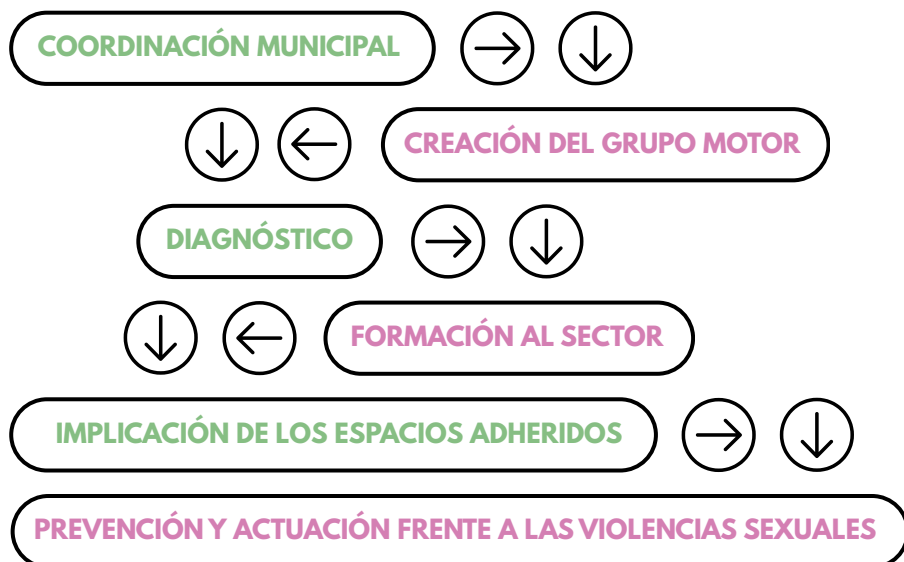 COORDINACIÓN MUNICIPAL
CREACIÓN DEL GRUPO MOTOR
DIAGNÓSTICO
FORMACIÓN AL SECTOR
IMPLICACIÓN DE LOS ESPACIOS ADHERIDOS
PREVENCIÓN Y ACTUACIÓN FRENTE A LAS VIOLENCIAS SEXUALES